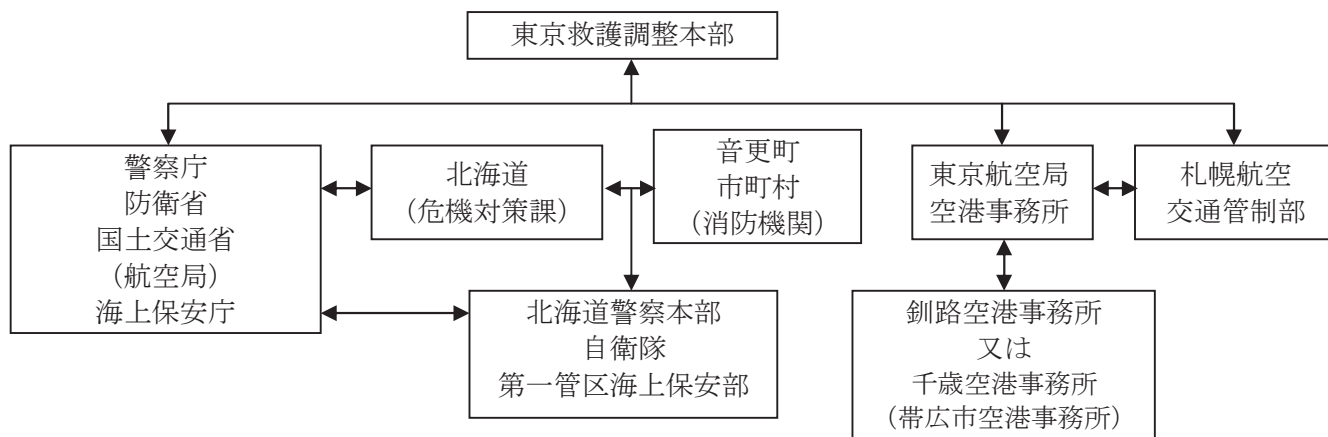 東京救護調整本部
警察庁
防衛省
国土交通省
(航空局)
海上保安庁
北海道
(危機対策課)
音更町
市町村
(消防機関)
東京航空局
空港事務所
札幌航空
交通管制部
北海道警察本部
自衛隊
第一管区海上保安部
釧路空港事務所
又は
千歳空港事務所
(帯広市空港事務所)